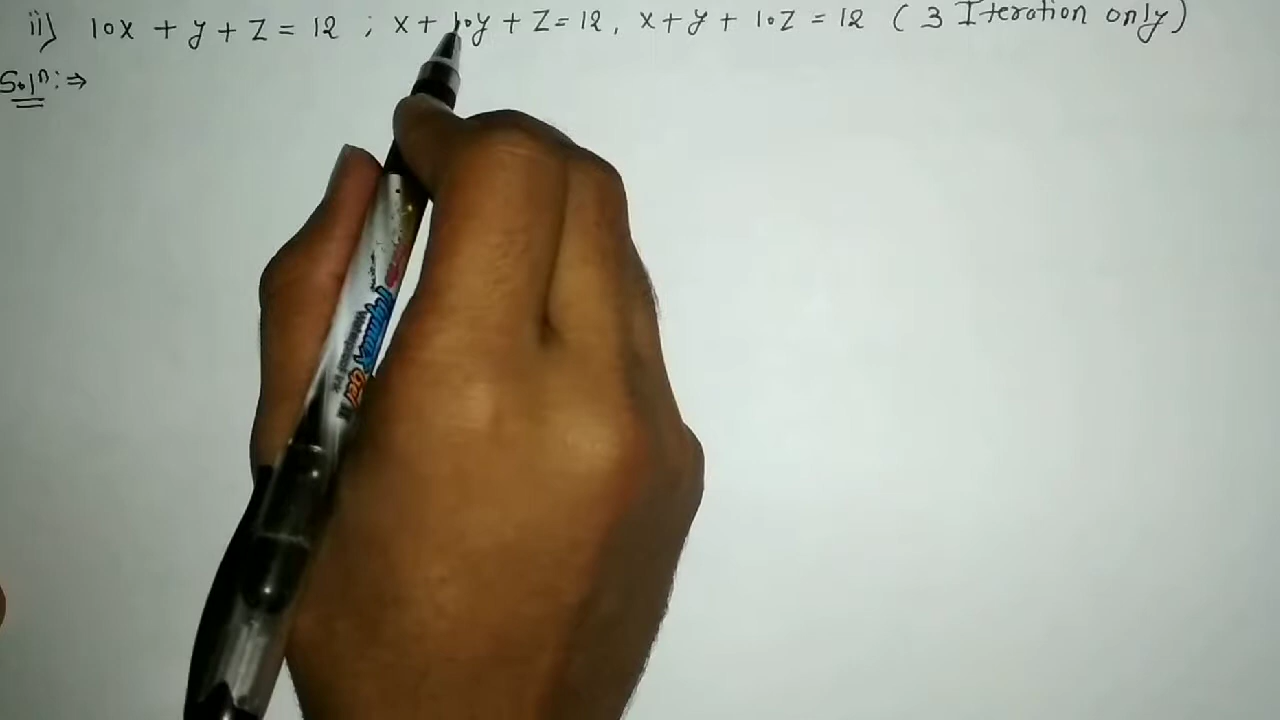 ii) 10x + y + z = 12 ; x + 10y + z = 12, x + y + 10z = 12 (3 Iteration only)
Solⁿ: ⇒